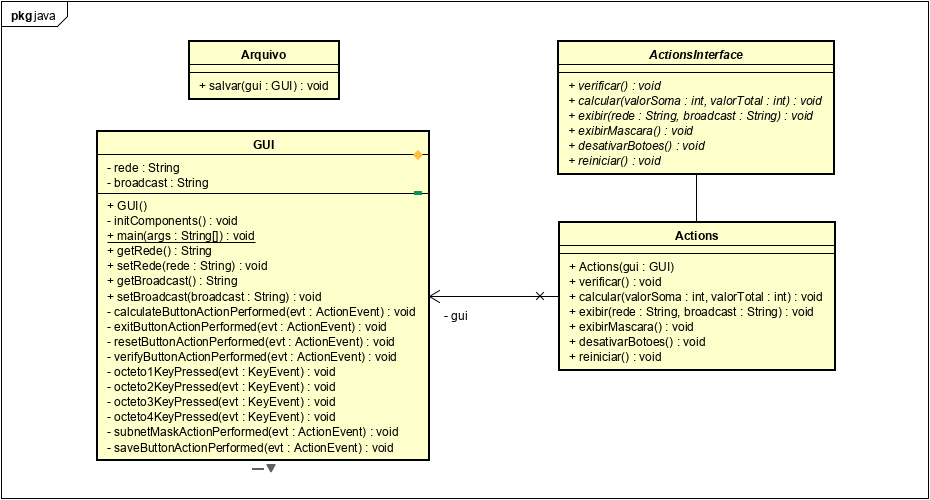 pkg java
Arquivo
+ salvar(gui : GUI) : void
ActionsInterface
+ verificar() : void
+ calcular(valorSoma : int, valorTotal : int) : void
+ exibir(rede : String, broadcast : String) : void
+ exibirMascara() : void
+ desativarBotoes() : void
+ reiniciar() : void
GUI
- rede : String
- broadcast : String
+ GUI()
- initComponents() : void
+ main(args : String[]) : void
+ getRede() : String
+ setRede(rede : String) : void
+ getBroadcast() : String
+ setBroadcast(broadcast : String) : void
- calculateButtonActionPerformed(evt : ActionEvent) : void
- exitButtonActionPerformed(evt : ActionEvent) : void
- resetButtonActionPerformed(evt : ActionEvent) : void
- verifyButtonActionPerformed(evt : ActionEvent) : void
- octeto1KeyPressed(evt : KeyEvent) : void
- octeto2KeyPressed(evt : KeyEvent) : void
- octeto3KeyPressed(evt : KeyEvent) : void
- octeto4KeyPressed(evt : KeyEvent) : void
- subnetMaskActionPerformed(evt : ActionEvent) : void
- saveButtonActionPerformed(evt : ActionEvent) : void
- gui
Actions
+ Actions(gui : GUI)
+ verificar() : void
+ calcular(valorSoma : int, valorTotal : int) : void
+ exibir(rede : String, broadcast : String) : void
+ exibirMascara() : void
+ desativarBotoes() : void
+ reiniciar() : void